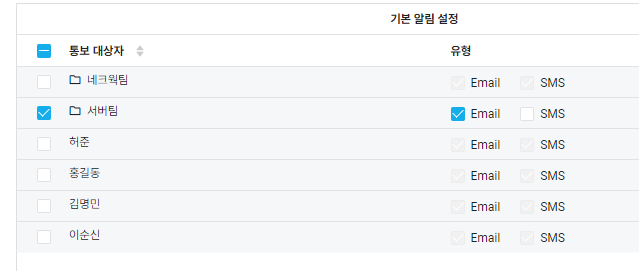 기본 알림 설정
통보 대상자 유형
네크웍팀 Email SMS
서버팀 Email SMS
허준 Email SMS
홍길동 Email SMS
김명민 Email SMS
이순신 Email SMS